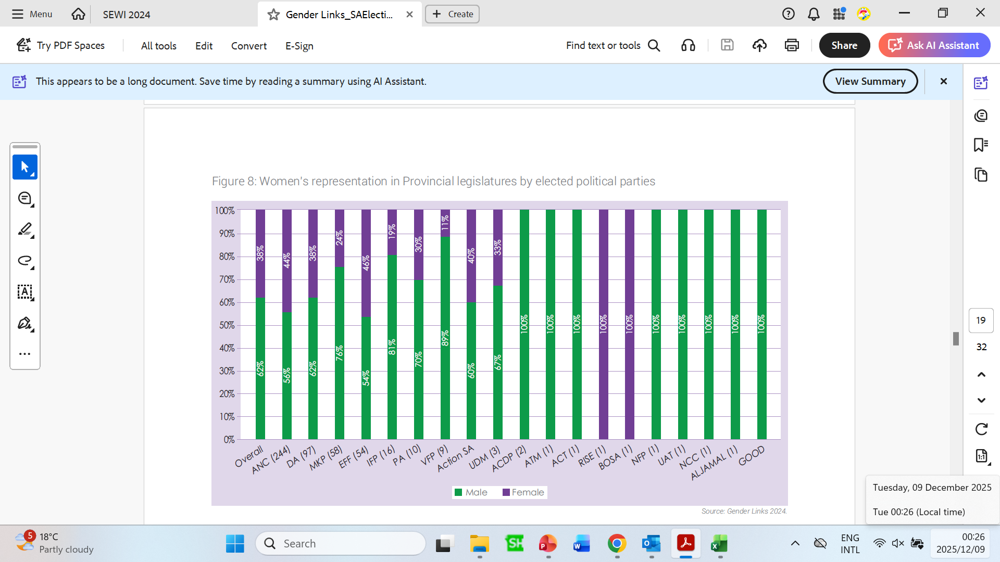 Menu
SEWI 2024
Gender Links_SAElecti...
Create
Try PDF Spaces
All tools
Edit
Convert
E-Sign
Find text or tools
Share
Ask AI Assistant
This appears to be a long document. Save time by reading a summary using AI Assistant.
View Summary
Figure 8: Women's representation in Provincial legislatures by elected political parties
100%
90%
80%
70%
60%
50%
40%
30%
20%
10%
0%
38% 44% 38% 24% 46% 19% 30% 11% 40% 33%
62% 56% 62% 76% 54% 81% 70% 89% 60% 67% 100% 100% 100% 100% 100% 100% 100% 100% 100% 100%
Overall
ANC (244)
DA (97)
MKP (58)
EFF (54)
IFP (16)
PA (10)
VFP (9)
Action SA
UDM (3)
ACDP (2)
ATM (1)
ACT (1)
RISE (1)
BOSA (1)
NFP (1)
UAT (1)
NCC (1)
ALJAMAL (1)
GOOD
Male Female
Source: Gender Links 2024.
19
32
1:1
Tuesday, 09 December 2025
Tue 00:26 (Local time)
5
18°C
Partly cloudy
Search
SH
P
W
O
X
ENG
INTL
00:26
2025/12/09